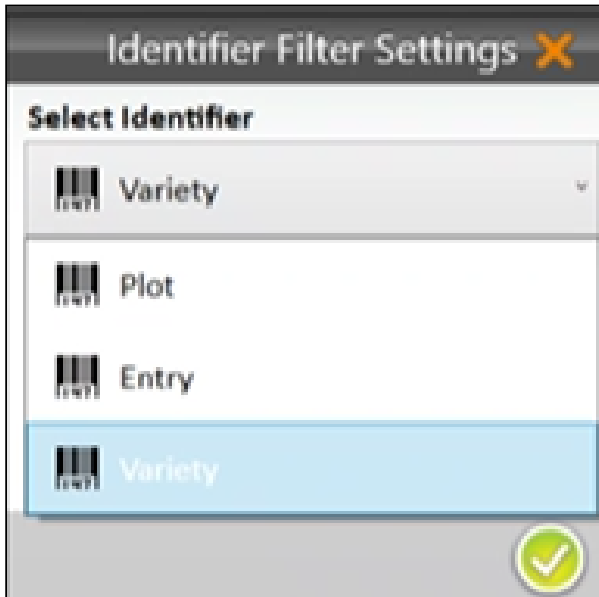 Identifier Filter Settings
Select Identifier
Variety
Plot
Entry
Variety